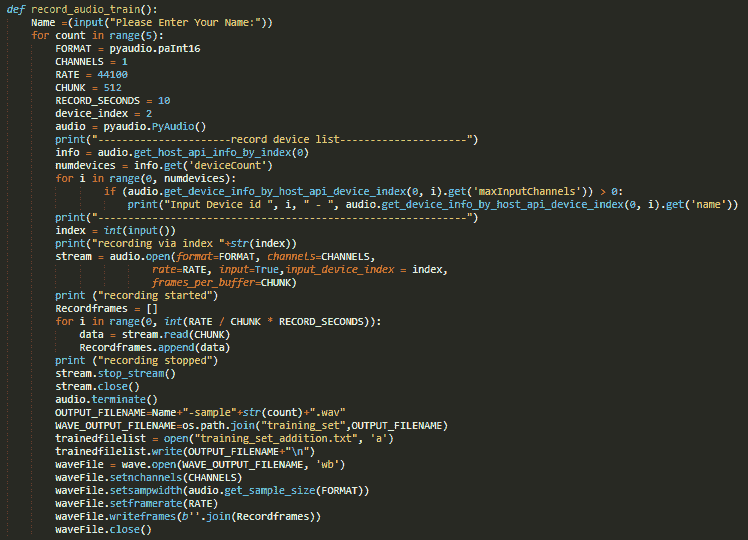 def record_audio_train():
    Name =(input("Please Enter Your Name:"))
    for count in range(5):
        FORMAT = pyaudio.paInt16
        CHANNELS = 1
        RATE = 44100
        CHUNK = 512
        RECORD_SECONDS = 10
        device_index = 2
        audio = pyaudio.PyAudio()
        print("----------------------record device list---------------------")
        info = audio.get_host_api_info_by_index(0)
        numdevices = info.get('deviceCount')
        for i in range(0, numdevices):
                if (audio.get_device_info_by_host_api_device_index(0, i).get('maxInputChannels')) > 0:
                    print("Input Device id ", i, " - ", audio.get_device_info_by_host_api_device_index(0, i).get('name'))
        print("-------------------------------------------------------------")
        index = int(input())
        print("recording via index "+str(index))
        stream = audio.open(format=FORMAT, channels=CHANNELS,
                        rate=RATE, input=True,input_device_index = index,
                        frames_per_buffer=CHUNK)
        print ("recording started")
        Recordframes = []
        for i in range(0, int(RATE / CHUNK * RECORD_SECONDS)):
            data = stream.read(CHUNK)
            Recordframes.append(data)
        print ("recording stopped")
        stream.stop_stream()
        stream.close()
        audio.terminate()
        OUTPUT_FILENAME=Name+"-sample"+str(count)+".wav"
        WAVE_OUTPUT_FILENAME=os.path.join("training_set",OUTPUT_FILENAME)
        trainedfilelist = open("training_set_addition.txt", 'a')
        trainedfilelist.write(OUTPUT_FILENAME+"\n")
        waveFile = wave.open(WAVE_OUTPUT_FILENAME, 'wb')
        waveFile.setnchannels(CHANNELS)
        waveFile.setsampwidth(audio.get_sample_size(FORMAT))
        waveFile.setframerate(RATE)
        waveFile.writeframes(b''.join(Recordframes))
        waveFile.close()